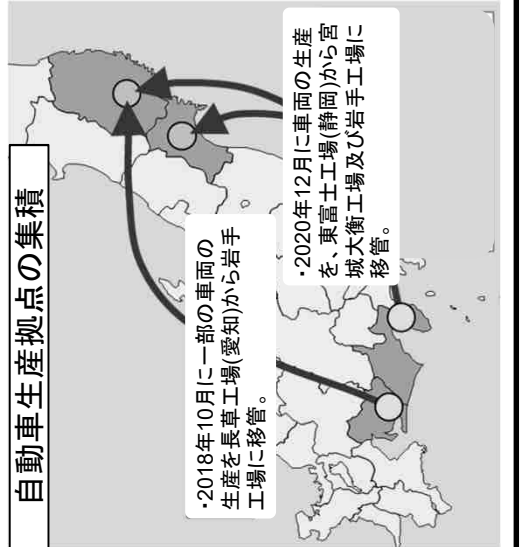 自動車生産拠点の集積
・2018年10月に一部の車両の
生産を長草工場(愛知)から岩手
工場に移管。
・2020年12月に車両の生産
を、東富士工場(静岡)から宮
城大衡工場及び岩手工場に
移管。